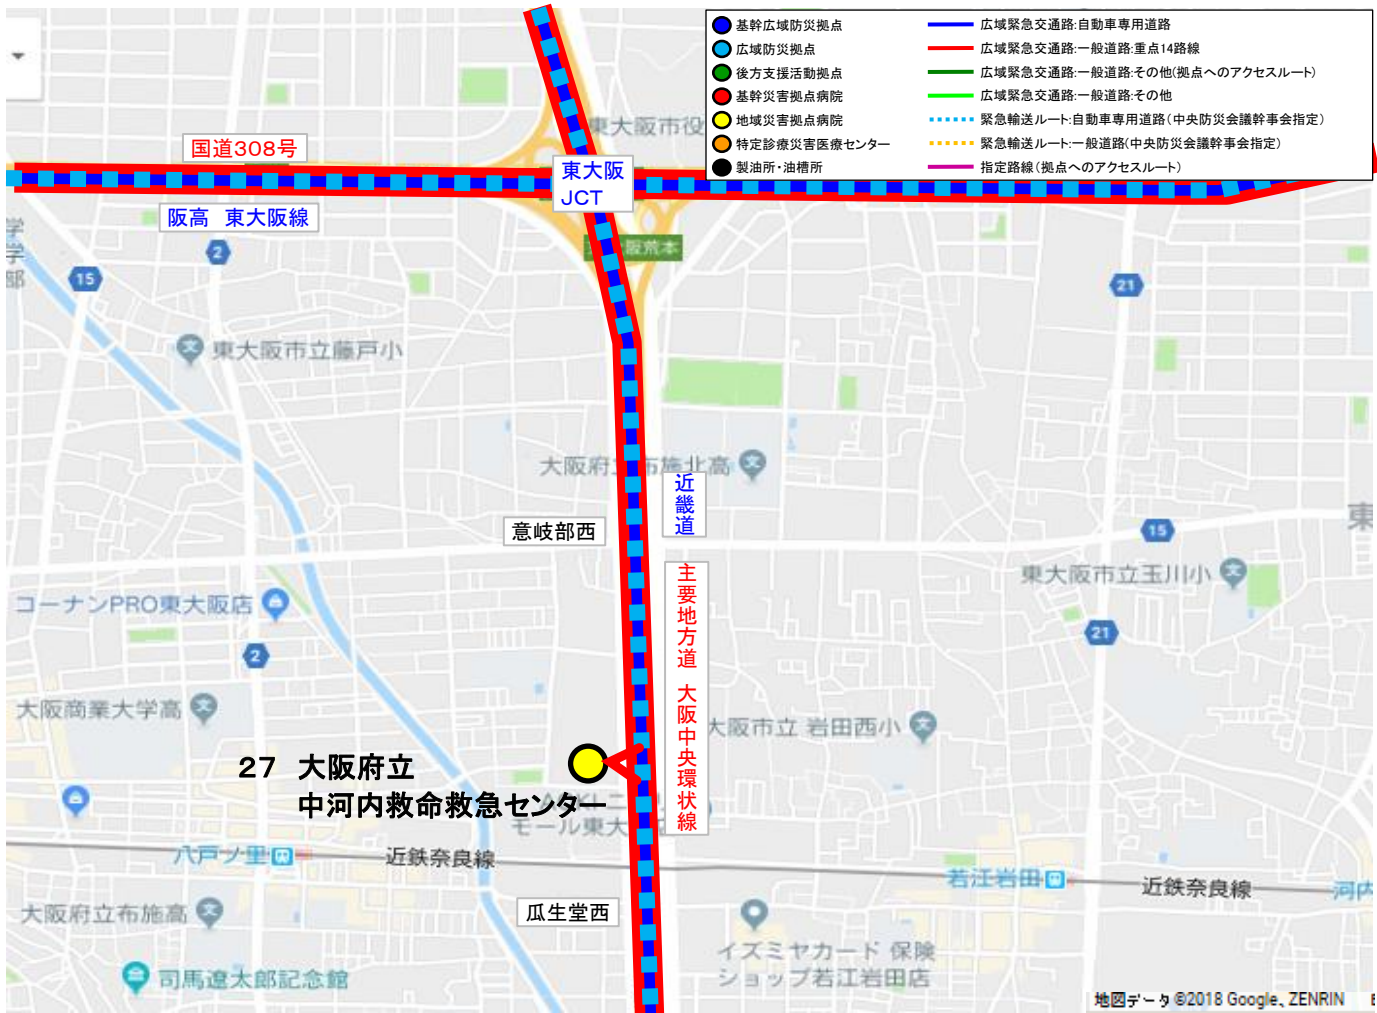 基幹広域防災拠点
広域防災拠点
後方支援活動拠点
基幹災害拠点病院
地域災害拠点病院
特定診療災害医療センター
製油所・油槽所
広域緊急交通路:自動車専用道路
広域緊急交通路:一般道路:重点14路線
広域緊急交通路:一般道路:その他(拠点へのアクセスルート)
広域緊急交通路:一般道路:その他
緊急輸送ルート:自動車専用道路(中央防災会議幹事会指定)
緊急輸送ルート:一般道路(中央防災会議幹事会指定)
指定路線(拠点へのアクセスルート)
東大阪市役
国道308号
東大阪
JCT
阪高 東大阪線
阪荒本
学
学
部
2
15
21
東大阪市立藤戸小
大阪府立布施北高
近畿道
意岐部西
15
東
東大阪市立玉川小
主要地方道 大阪中央環状線
コーナンPRO東大阪店
21
2
大阪商業大学高
大阪市立 岩田西小
27 大阪府立
中河内救命救急センター
モール東大
八戸ノ里
近鉄奈良線
若江岩田
近鉄奈良線
河内
大阪府立布施高
瓜生堂西
イズミヤカード 保険
ショップ若江岩田店
司馬遼太郎記念館
地図データ ©2018 Google、ZENRIN